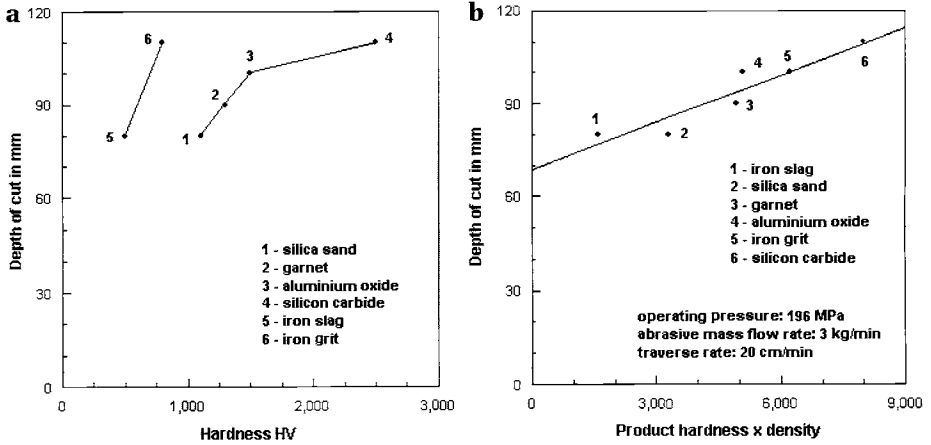 a
120
90
60
30
0
Depth of cut in mm
6
5
4
3
2
1
1 - silica sand
2 - garnet
3 - aluminium oxide
4 - silicon carbide
5 - iron slag
6 - iron grit
0 1,000 2,000 3,000
Hardness HV
b
120
90
60
30
0
Depth of cut in mm
1
2
3
4
5
6
1 - iron slag
2 - silica sand
3 - garnet
4 - aluminium oxide
5 - iron grit
6 - silicon carbide
operating pressure: 196 MPa
abrasive mass flow rate: 3 kg/min
traverse rate: 20 cm/min
0 3,000 6,000 9,000
Product hardness x density